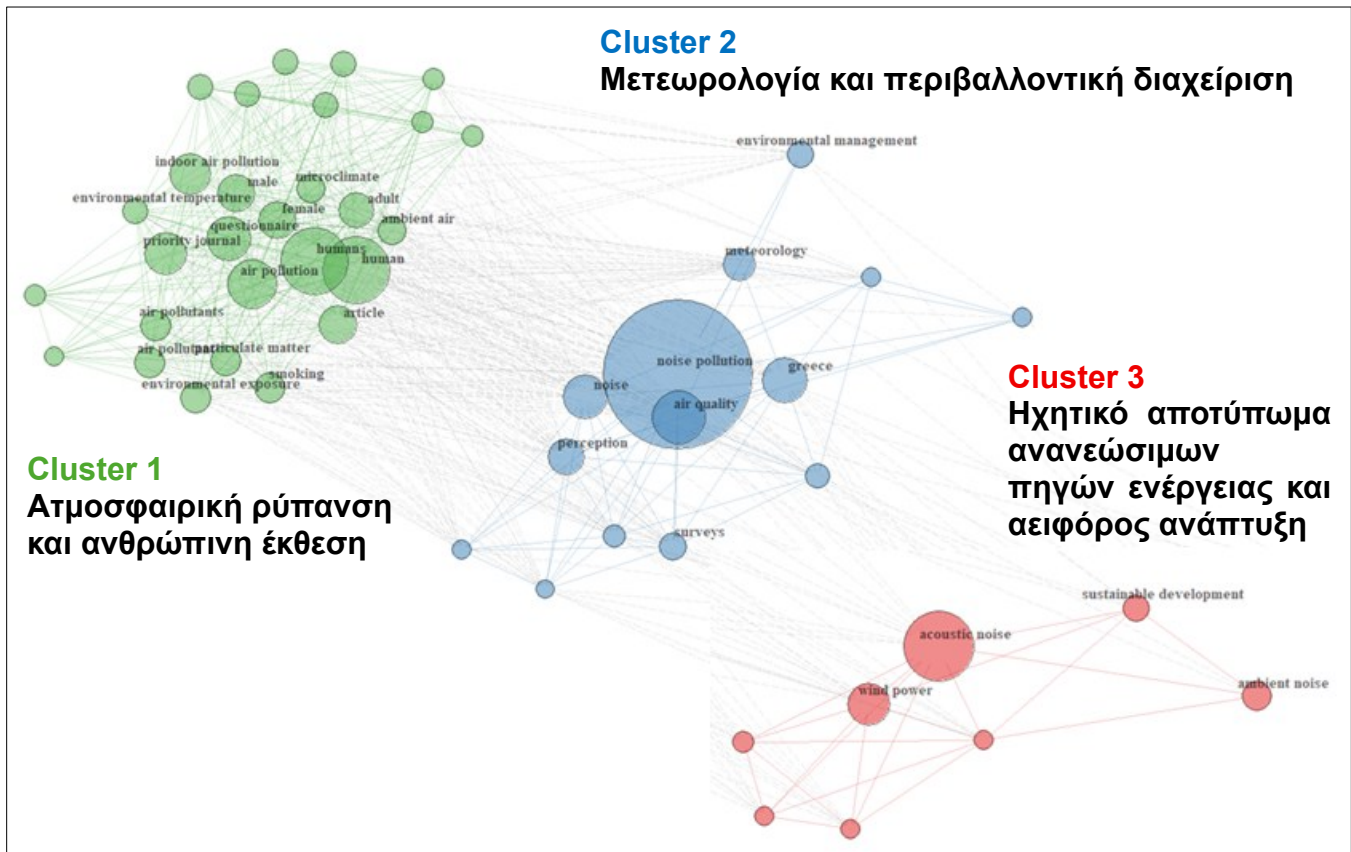 Cluster 2
Μετεωρολογία και περιβαλλοντική διαχείριση
environmental management
indoor air pollution
male
microclimate
environmental temperature
female
adult
ambient air
questionnaire
priority journal
humans
human
air pollution
meteorology
air pollutants
article
air pollutant
particulate matter
smoking
environmental exposure
noise pollution
greece
noise
air quality
perception
surveys
Cluster 3
Ηχητικό αποτύπωμα
ανανεώσιμων
πηγών ενέργειας και
αειφόρος ανάπτυξη
Cluster 1
Ατμοσφαιρική ρύπανση
και ανθρώπινη έκθεση
sustainable development
acoustic noise
wind power
ambient noise